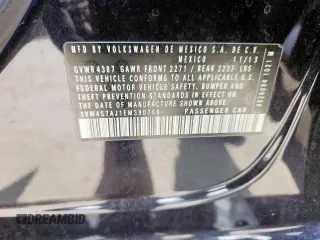 MFD BY VOLKSWAGEN DE MEXICO S.A. DE C.V.
MEXICO 11/13
GVWR 4387 GAWR FRONT 2271 / REAR 2293 LBS
THIS VEHICLE CONFORMS TO ALL APPLICABLE U.S.
FEDERAL MOTOR VEHICLE SAFETY, BUMPER, AND
THEFT PREVENTION STANDARDS IN EFFECT ON THE DATE
OF MANUFACTURE SHOWN ABOVE
PASSENGER CAR
DREAMBID